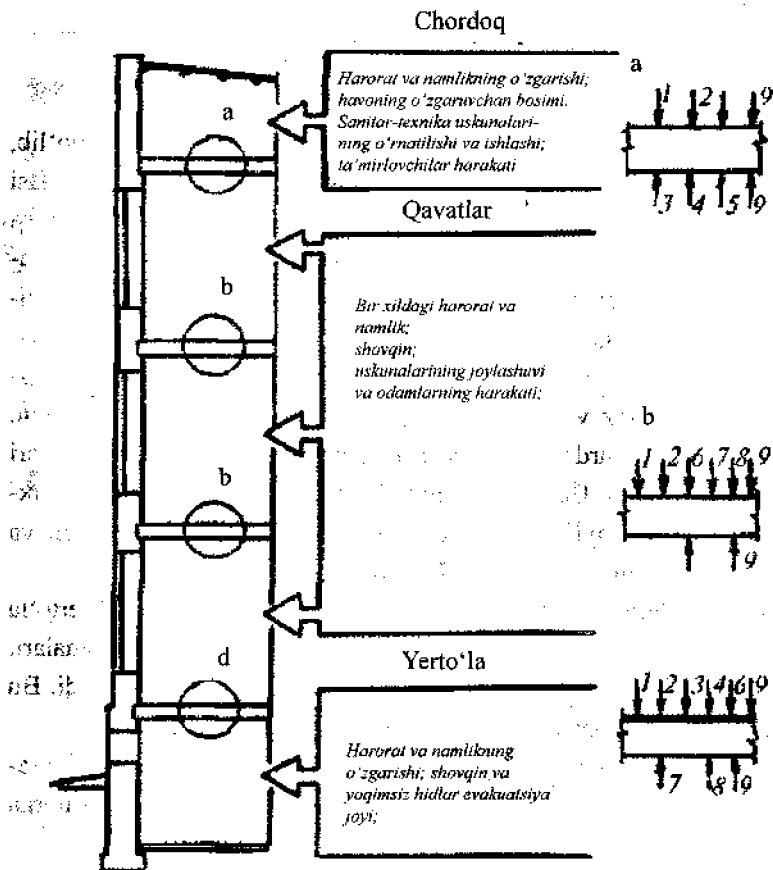 Chordoq
Harorat va namlikning o‘zgarishi;
havoning o‘zgaruvchan bosimi.
Sanitar-texnika uskunalari-
ning o‘rnatilishi va ishlashi;
ta’mirlovchilar harakati
a
a
1 2 9
3 4 5 9
Qavatlar
b
Bir xildagi harorat va
namlik;
shovqin;
uskunalarining joylashuvi
va odamlarning harakati;
b
1 2 6 7 8 9
9
b
Yerto‘la
d
Harorat va namliknung
o‘zgarishi; shovqin va
yoqimsiz hidlar evakuatsiya
joyi;
1 2 3 4 6 9
7 8 9